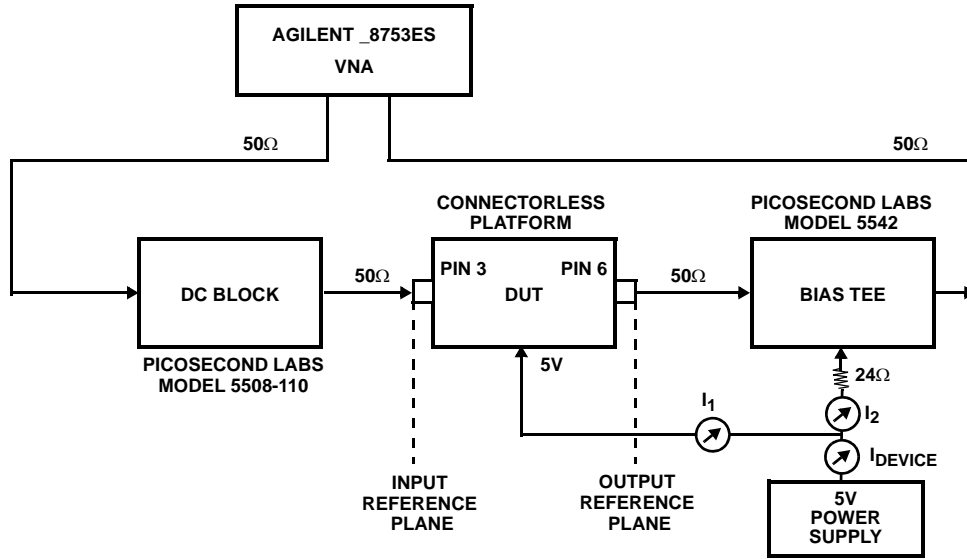 AGILENT _8753ES
VNA
50Ω
50Ω
CONNECTORLESS
PLATFORM
PICOSECOND LABS
MODEL 5542
DC BLOCK
50Ω
PIN 3
PIN 6
DUT
50Ω
BIAS TEE
PICOSECOND LABS
MODEL 5508-110
5V
24Ω
I1
I2
IDEVICE
INPUT
REFERENCE
PLANE
OUTPUT
REFERENCE
PLANE
5V
POWER
SUPPLY